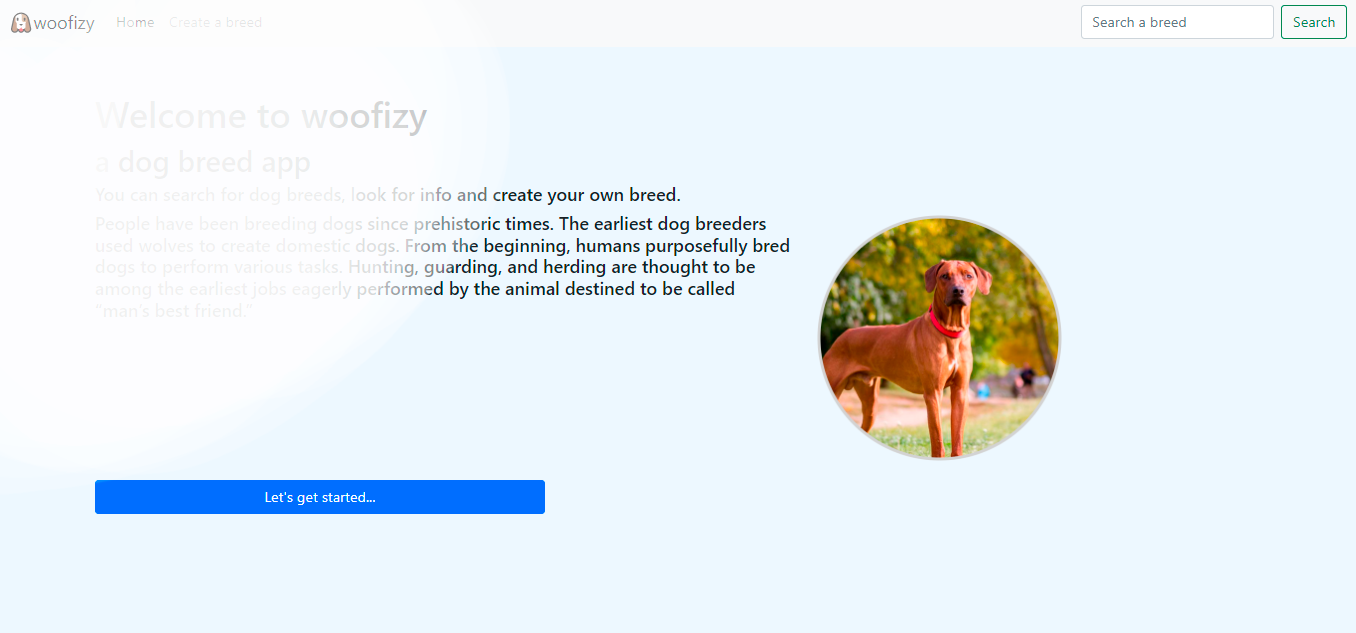 woofizy Home Create a breed Search a breed Search
Welcome to woofizy
a dog breed app
You can search for dog breeds, look for info and create your own breed.
People have been breeding dogs since prehistoric times. The earliest dog breeders
used wolves to create domestic dogs. From the beginning, humans purposefully bred
dogs to perform various tasks. Hunting, guarding, and herding are thought to be
among the earliest jobs eagerly performed by the animal destined to be called
“man’s best friend.”
Let's get started...